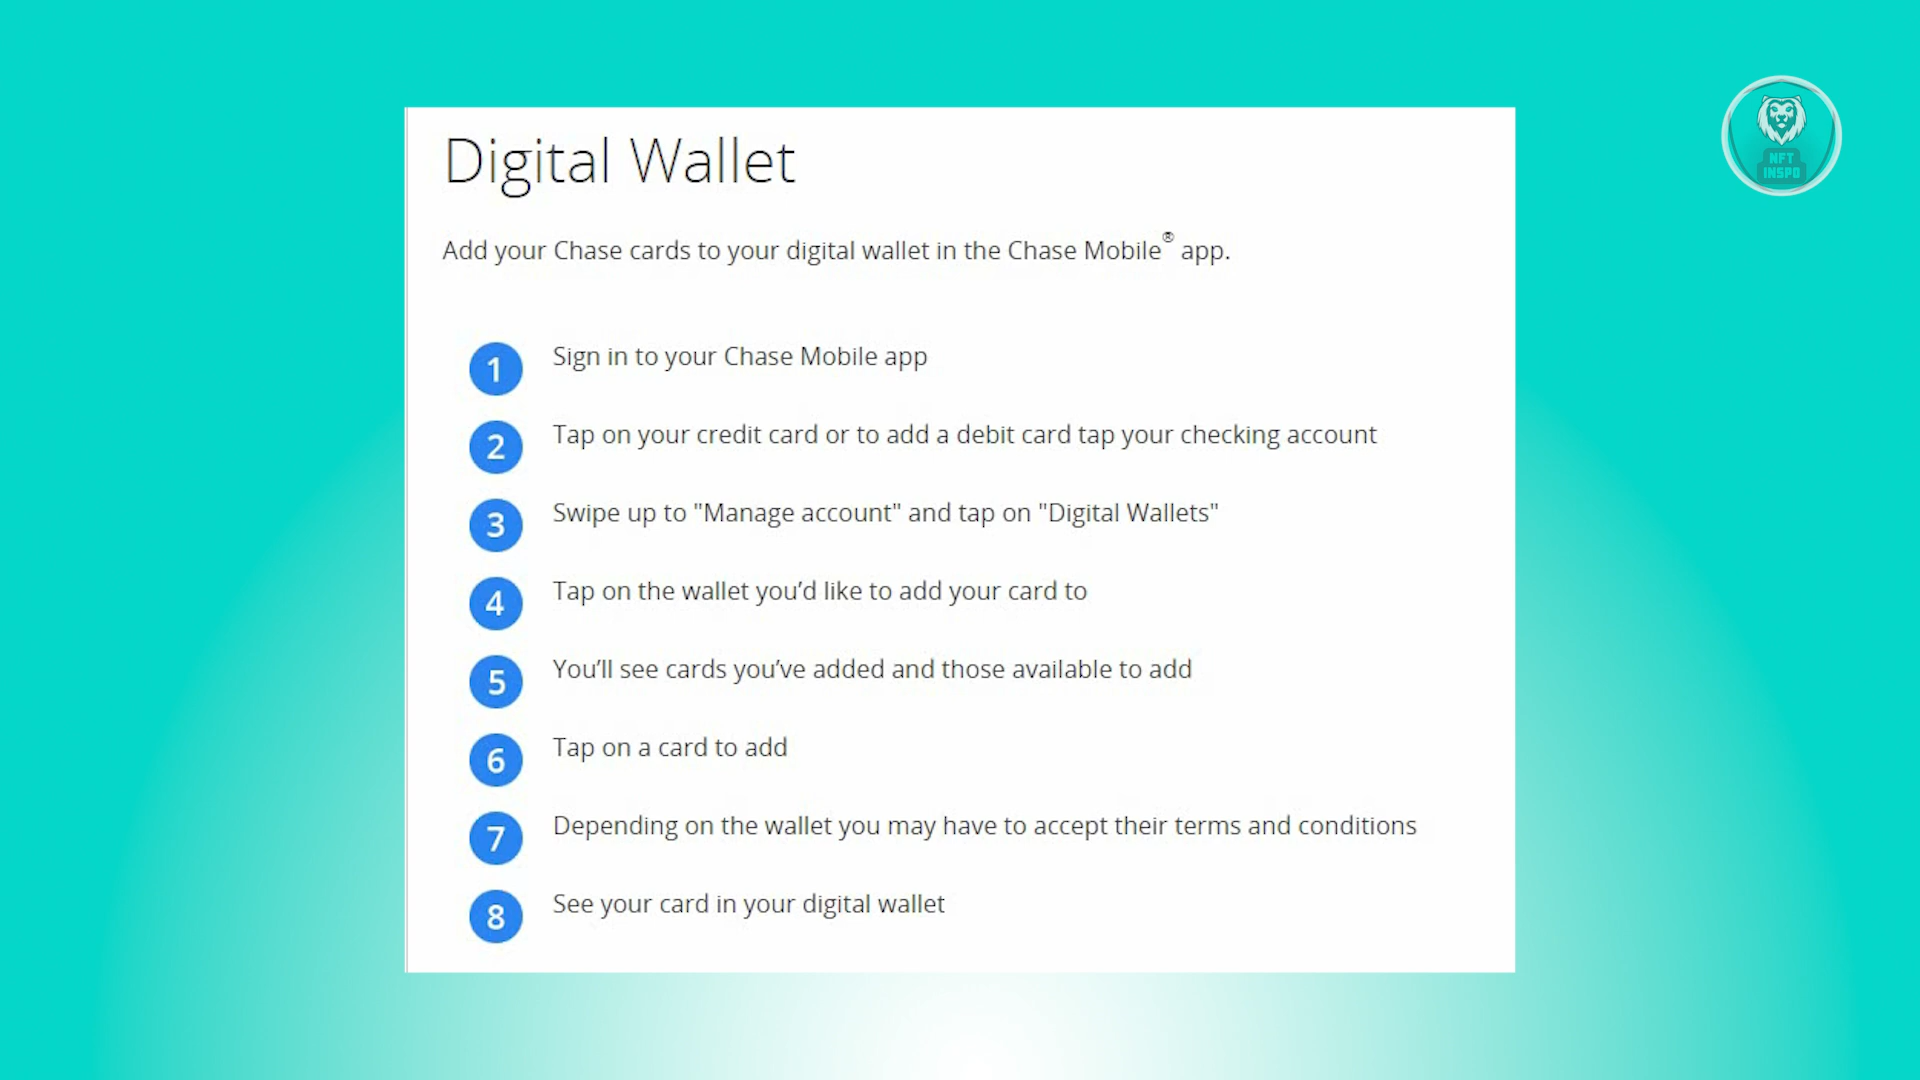 Digital Wallet
Add your Chase cards to your digital wallet in the Chase Mobile® app.
1 Sign in to your Chase Mobile app
2 Tap on your credit card or to add a debit card tap your checking account
3 Swipe up to "Manage account" and tap on "Digital Wallets"
4 Tap on the wallet you’d like to add your card to
5 You’ll see cards you’ve added and those available to add
6 Tap on a card to add
7 Depending on the wallet you may have to accept their terms and conditions
8 See your card in your digital wallet
NFT
INSPO